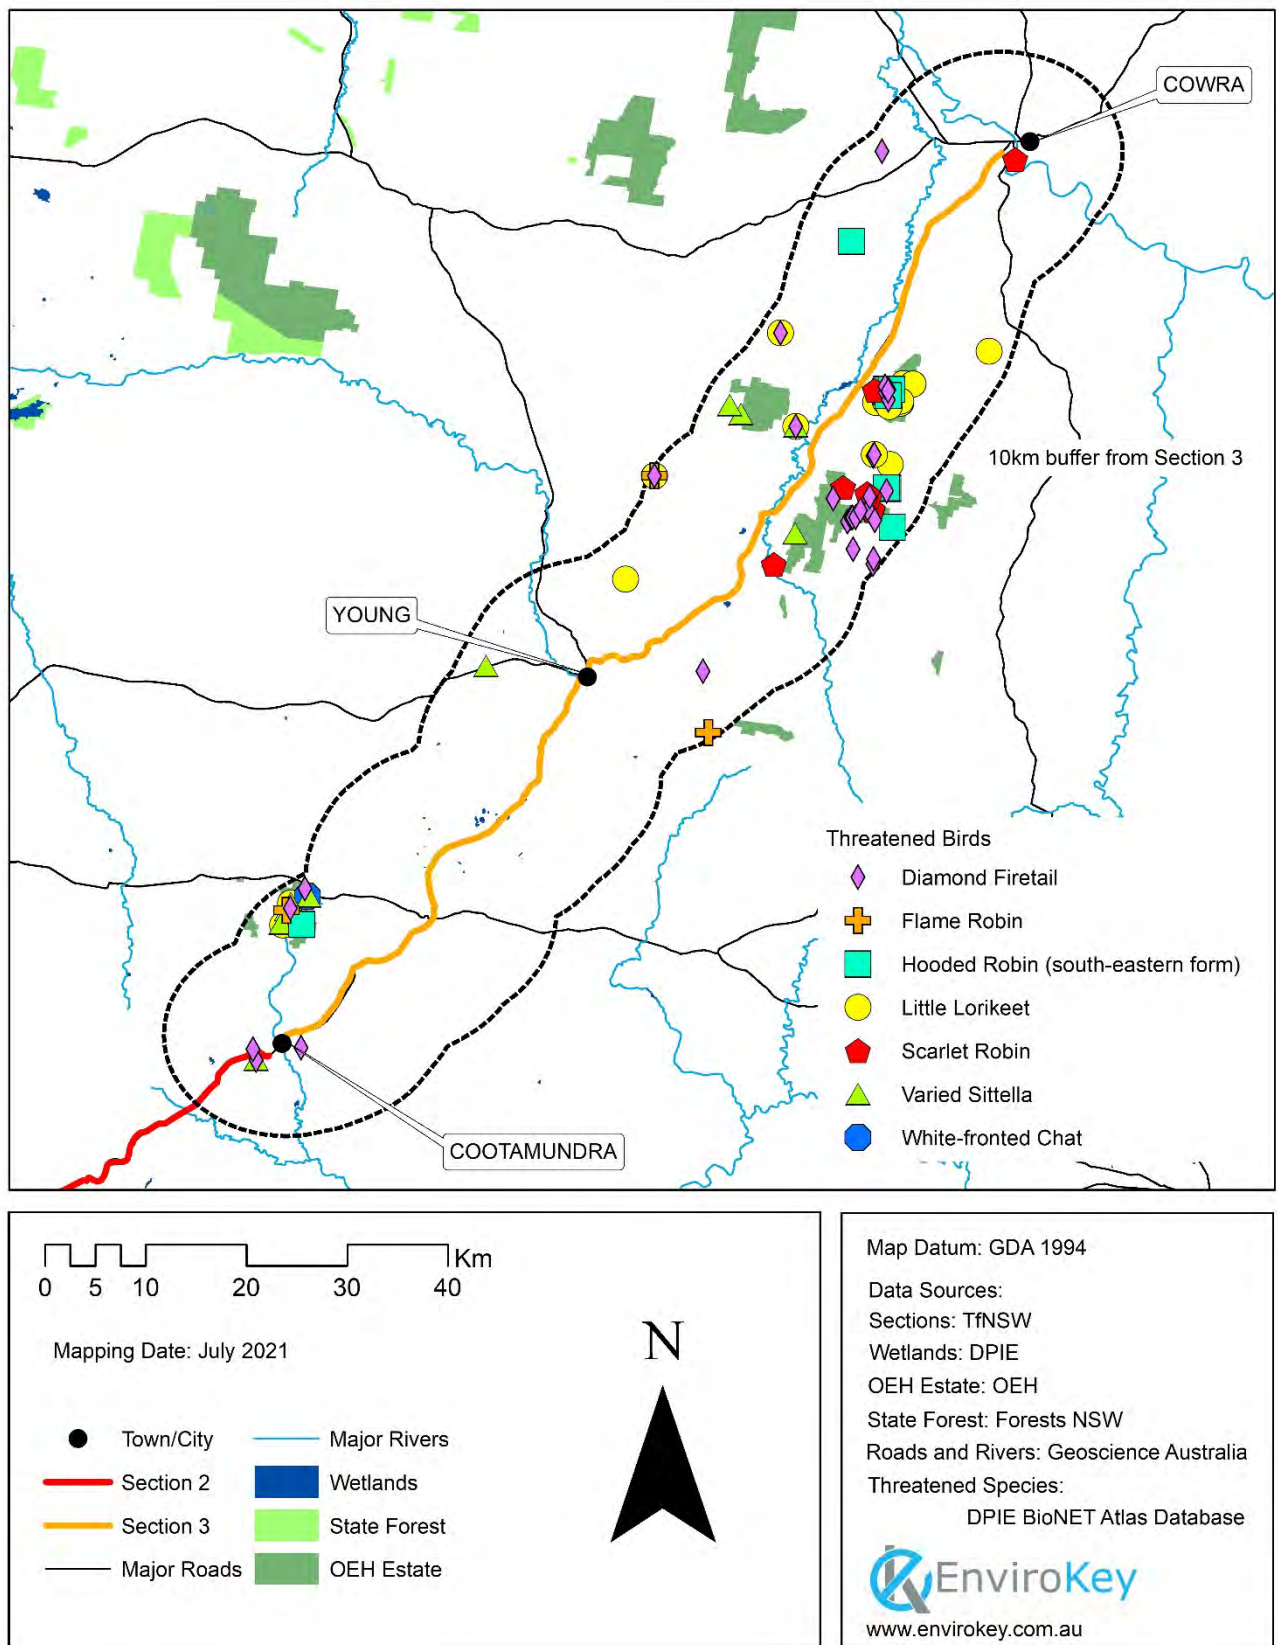 COWRA
10km buffer from Section 3
YOUNG
Threatened Birds
Diamond Firetail
Flame Robin
Hooded Robin (south-eastern form)
Little Lorikeet
Scarlet Robin
Varied Sittella
White-fronted Chat
COOTAMUNDRA
Km
0 5 10 20 30 40
Mapping Date: July 2021
N
Town/City
Section 2
Section 3
Major Roads
Major Rivers
Wetlands
State Forest
OEH Estate
Map Datum: GDA 1994
Data Sources:
Sections: TfNSW
Wetlands: DPIE
OEH Estate: OEH
State Forest: Forests NSW
Roads and Rivers: Geoscience Australia
Threatened Species:
DPIE BioNET Atlas Database
EnviroKey
www.envirokey.com.au